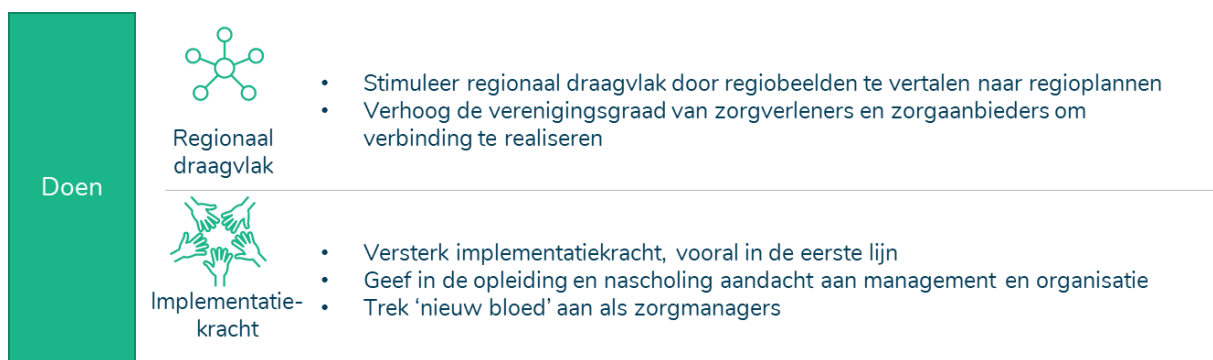 Doen
Regionaal
draagvlak
• Stimuleer regionaal draagvlak door regiobeelden te vertalen naar regioplannen
• Verhoog de verenigingsgraad van zorgverleners en zorgaanbieders om
verbinding te realiseren
Implementatie-
kracht
• Versterk implementatiekracht, vooral in de eerste lijn
• Geef in de opleiding en nascholing aandacht aan management en organisatie
• Trek ‘nieuw bloed’ aan als zorgmanagers